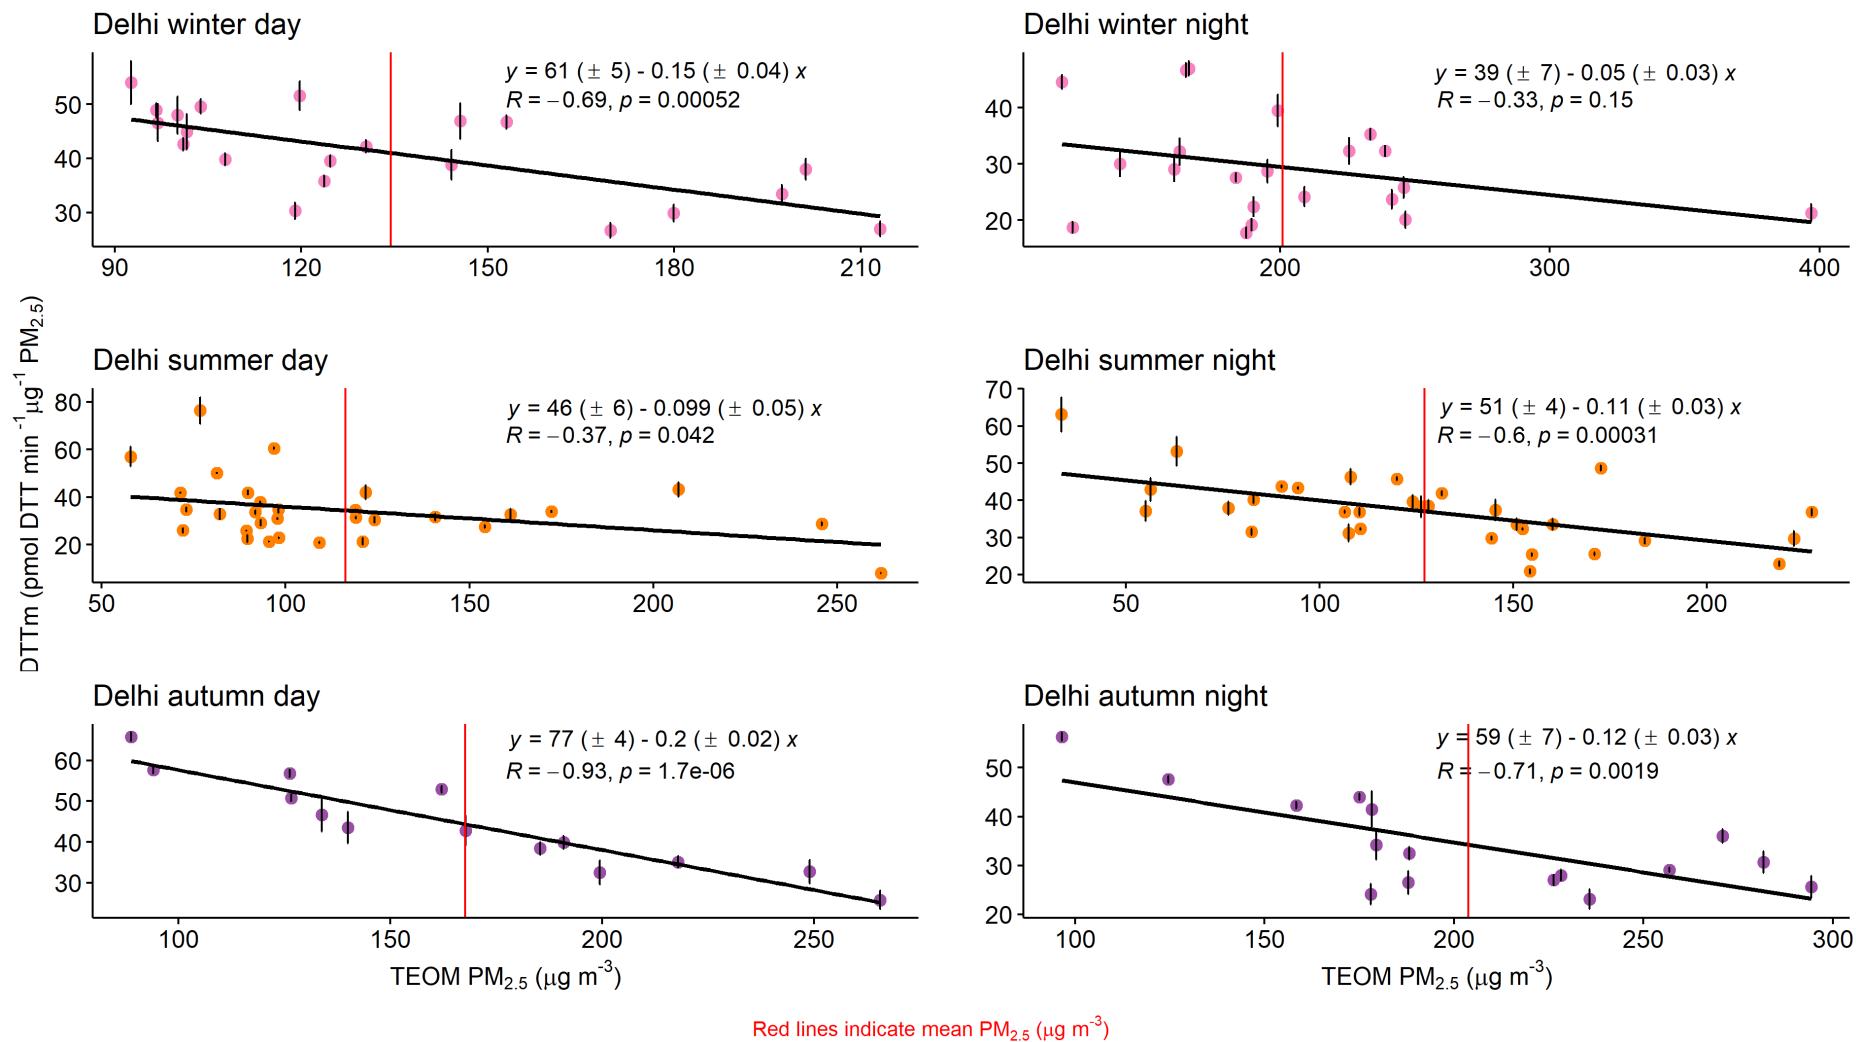 Delhi winter day
y = 61 (± 5) - 0.15 (± 0.04) x
R = −0.69, p = 0.00052
50
40
30
90 120 150 180 210
Delhi winter night
y = 39 (± 7) - 0.05 (± 0.03) x
R = −0.33, p = 0.15
40
30
20
200 300 400
DTTm (pmol DTT min⁻¹µg⁻¹ PM₂.₅)
Delhi summer day
y = 46 (± 6) - 0.099 (± 0.05) x
R = −0.37, p = 0.042
80
60
40
20
50 100 150 200 250
Delhi summer night
y = 51 (± 4) - 0.11 (± 0.03) x
R = −0.6, p = 0.00031
70
60
50
40
30
20
50 100 150 200
Delhi autumn day
y = 77 (± 4) - 0.2 (± 0.02) x
R = −0.93, p = 1.7e-06
60
50
40
30
100 150 200 250
TEOM PM₂.₅ (µg m⁻³)
Delhi autumn night
y = 59 (± 7) - 0.12 (± 0.03) x
R = −0.71, p = 0.0019
50
40
30
20
100 150 200 250 300
TEOM PM₂.₅ (µg m⁻³)
Red lines indicate mean PM₂.₅ (µg m⁻³)